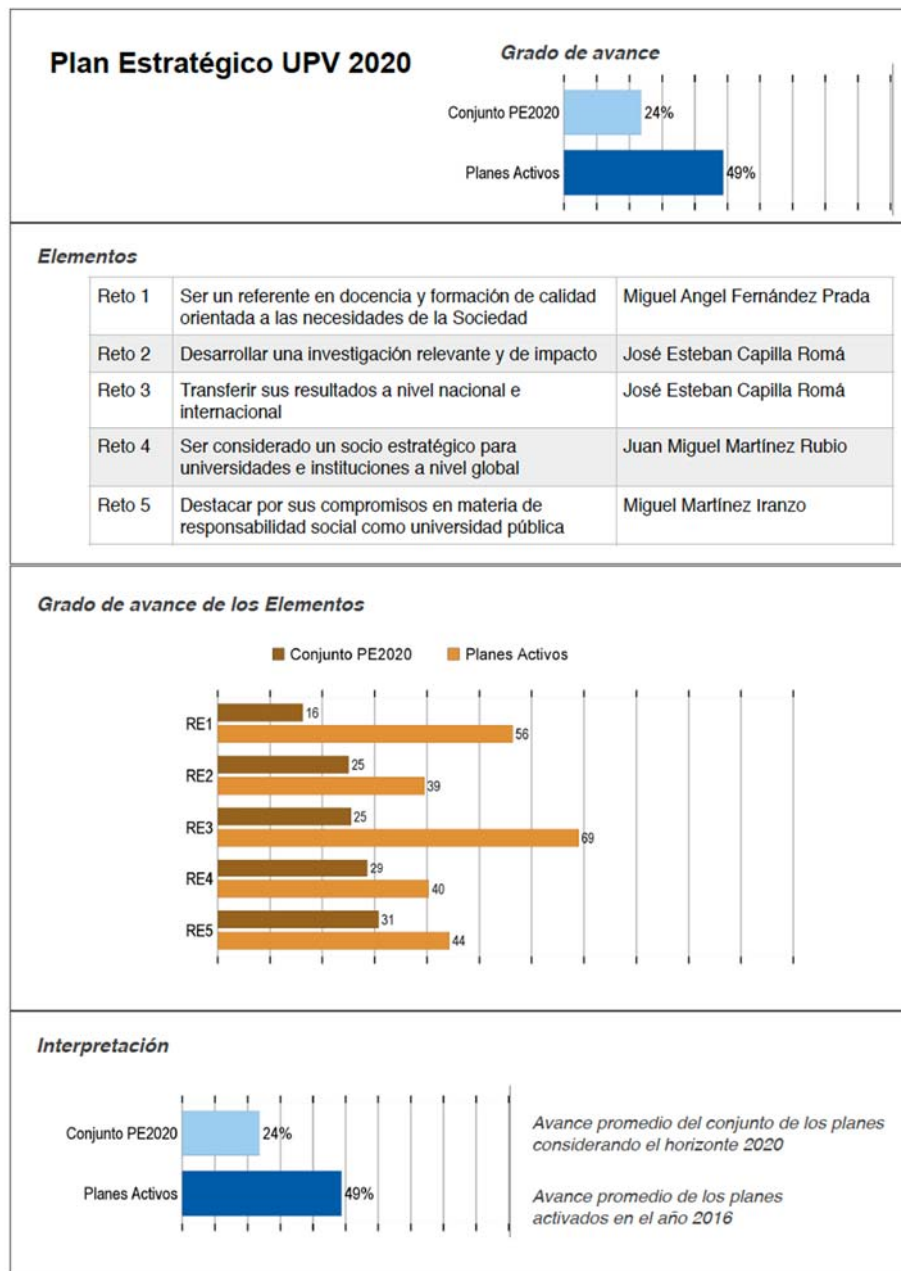 Plan Estratégico UPV 2020
Grado de avance
Conjunto PE2020
24%
Planes Activos
49%
Elementos
Reto 1
Ser un referente en docencia y formación de calidad
orientada a las necesidades de la Sociedad
Miguel Angel Fernández Prada
Reto 2
Desarrollar una investigación relevante y de impacto
José Esteban Capilla Romá
Reto 3
Transferir sus resultados a nivel nacional e
internacional
José Esteban Capilla Romá
Reto 4
Ser considerado un socio estratégico para
universidades e instituciones a nivel global
Juan Miguel Martínez Rubio
Reto 5
Destacar por sus compromisos en materia de
responsabilidad social como universidad pública
Miguel Martínez Iranzo
Grado de avance de los Elementos
Conjunto PE2020
Planes Activos
RE1
16
56
RE2
25
39
RE3
25
69
RE4
29
40
RE5
31
44
Interpretación
Conjunto PE2020
24%
Planes Activos
49%
Avance promedio del conjunto de los planes
considerando el horizonte 2020
Avance promedio de los planes
activados en el año 2016